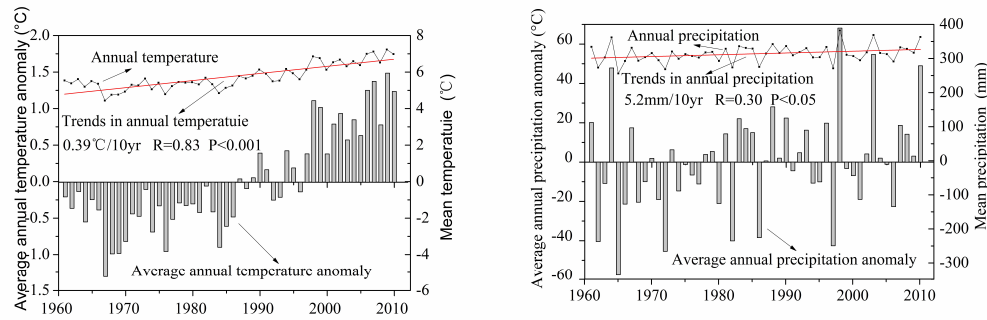 Average annual temperature anomaly (°C)
2.0
1.5
1.0
0.5
0.0
-0.5
-1.0
-1.5
Annual temperature
Trends in annual temperatuie
0.39℃/10yr R=0.83 P<0.001
Average annual temperature anomaly
1960 1970 1980 1990 2000 2010
8
6
4
2
0
-2
-4
-6
Mean temperatuie (℃)
Average annual precipitation anomaly (°C)
60
40
20
0
-20
-40
-60
Annual precipitation
Trends in annual precipitation
5.2mm/10yr R=0.30 P<0.05
Average annual precipitation anomaly
1960 1970 1980 1990 2000 2010
400
300
200
100
0
-100
-200
-300
Mean precipitation (mm)